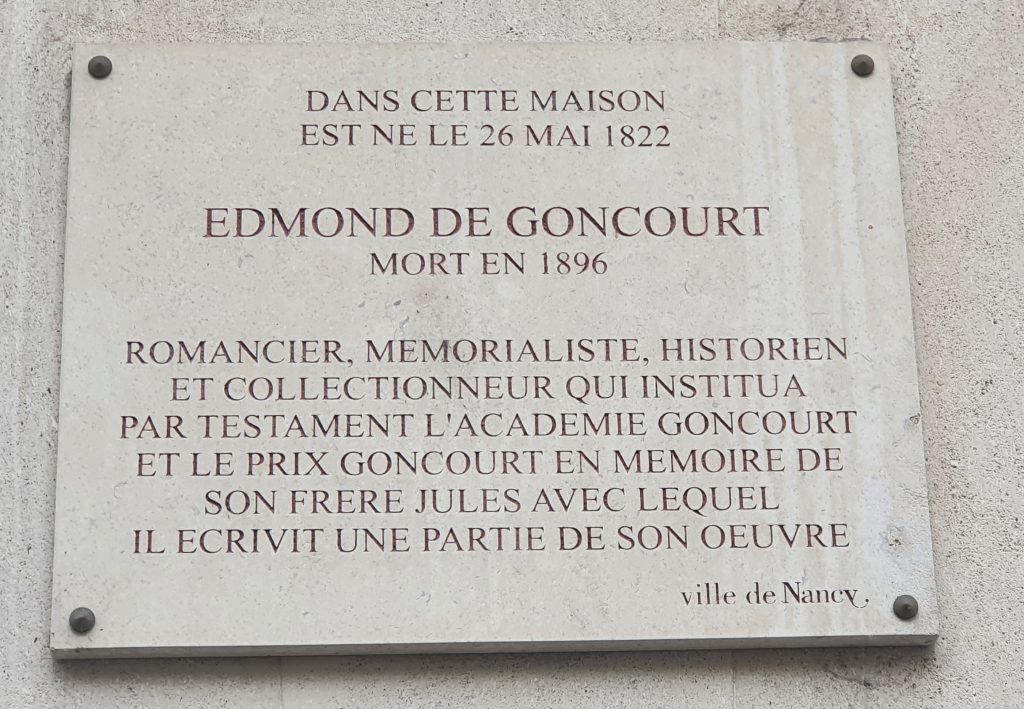 DANS CETTE MAISON
EST NE LE 26 MAI 1822
EDMOND DE GONCOURT
MORT EN 1896
ROMANCIER, MEMORIALISTE, HISTORIEN
ET COLLECTIONNEUR QUI INSTITUA
PAR TESTAMENT L'ACADEMIE GONCOURT
ET LE PRIX GONCOURT EN MEMOIRE DE
SON FRERE JULES AVEC LEQUEL
IL ECRIVIT UNE PARTIE DE SON OEUVRE
ville de Nancy.